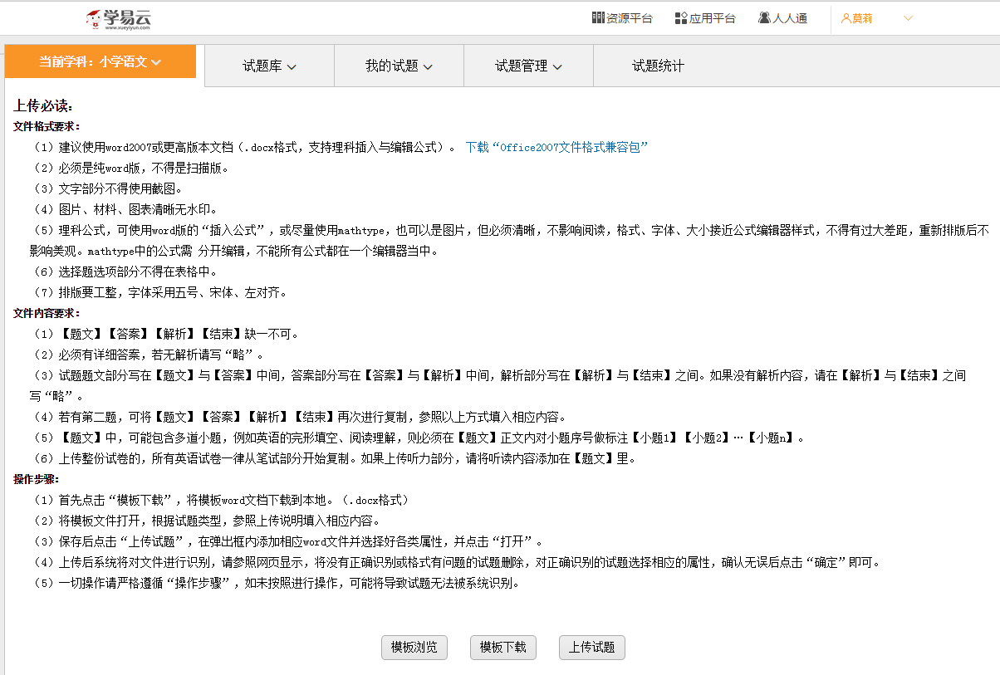 学易云
www.xueyiyun.com
资源平台 应用平台 人人通 莫莉
当前学科：小学语文 试题库 我的试题 试题管理 试题统计
上传必读：
文件格式要求：
（1）建议使用word2007或更高版本文档（.docx格式，支持理科插入与编辑公式）。 下载“Office2007文件格式兼容包”
（2）必须是纯word版，不得是扫描版。
（3）文字部分不得使用截图。
（4）图片、材料、图表清晰无水印。
（5）理科公式，可使用word版的“插入公式”，或尽量使用mathtype，也可以是图片，但必须清晰，不影响阅读，格式、字体、大小接近公式编辑器样式，不得有过大差距，重新排版后不
影响美观。mathtype中的公式需 分开编辑，不能所有公式都在一个编辑器当中。
（6）选择题选项部分不得在表格中。
（7）排版要工整，字体采用五号、宋体、左对齐。
文件内容要求：
（1）【题文】【答案】【解析】【结束】缺一不可。
（2）必须有详细答案，若无解析请写“略”。
（3）试题题文部分写在【题文】与【答案】中间，答案部分写在【答案】与【解析】中间，解析部分写在【解析】与【结束】之间。如果没有解析内容，请在【解析】与【结束】之间
写“略”。
（4）若有第二题，可将【题文】【答案】【解析】【结束】再次进行复制，参照以上方式填入相应内容。
（5）【题文】中，可能包含多道小题，例如英语的完形填空、阅读理解，则必须在【题文】正文内对小题序号做标注【小题1】【小题2】…【小题n】。
（6）上传整份试卷的，所有英语试卷一律从笔试部分开始复制。如果上传听力部分，请将听读内容添加在【题文】里。
操作步骤：
（1）首先点击“模板下载”，将模板word文档下载到本地。（.docx格式）
（2）将模板文件打开，根据试题类型，参照上传说明填入相应内容。
（3）保存后点击“上传试题”，在弹出框内添加相应word文件并选择好各类属性，并点击“打开”。
（4）上传后系统将对文件进行识别，请参照网页显示，将没有正确识别或格式有问题的试题删除，对正确识别的试题选择相应的属性，确认无误后点击“确定”即可。
（5）一切操作请严格遵循“操作步骤”，如未按照进行操作，可能将导致试题无法被系统识别。
模板浏览 模板下载 上传试题